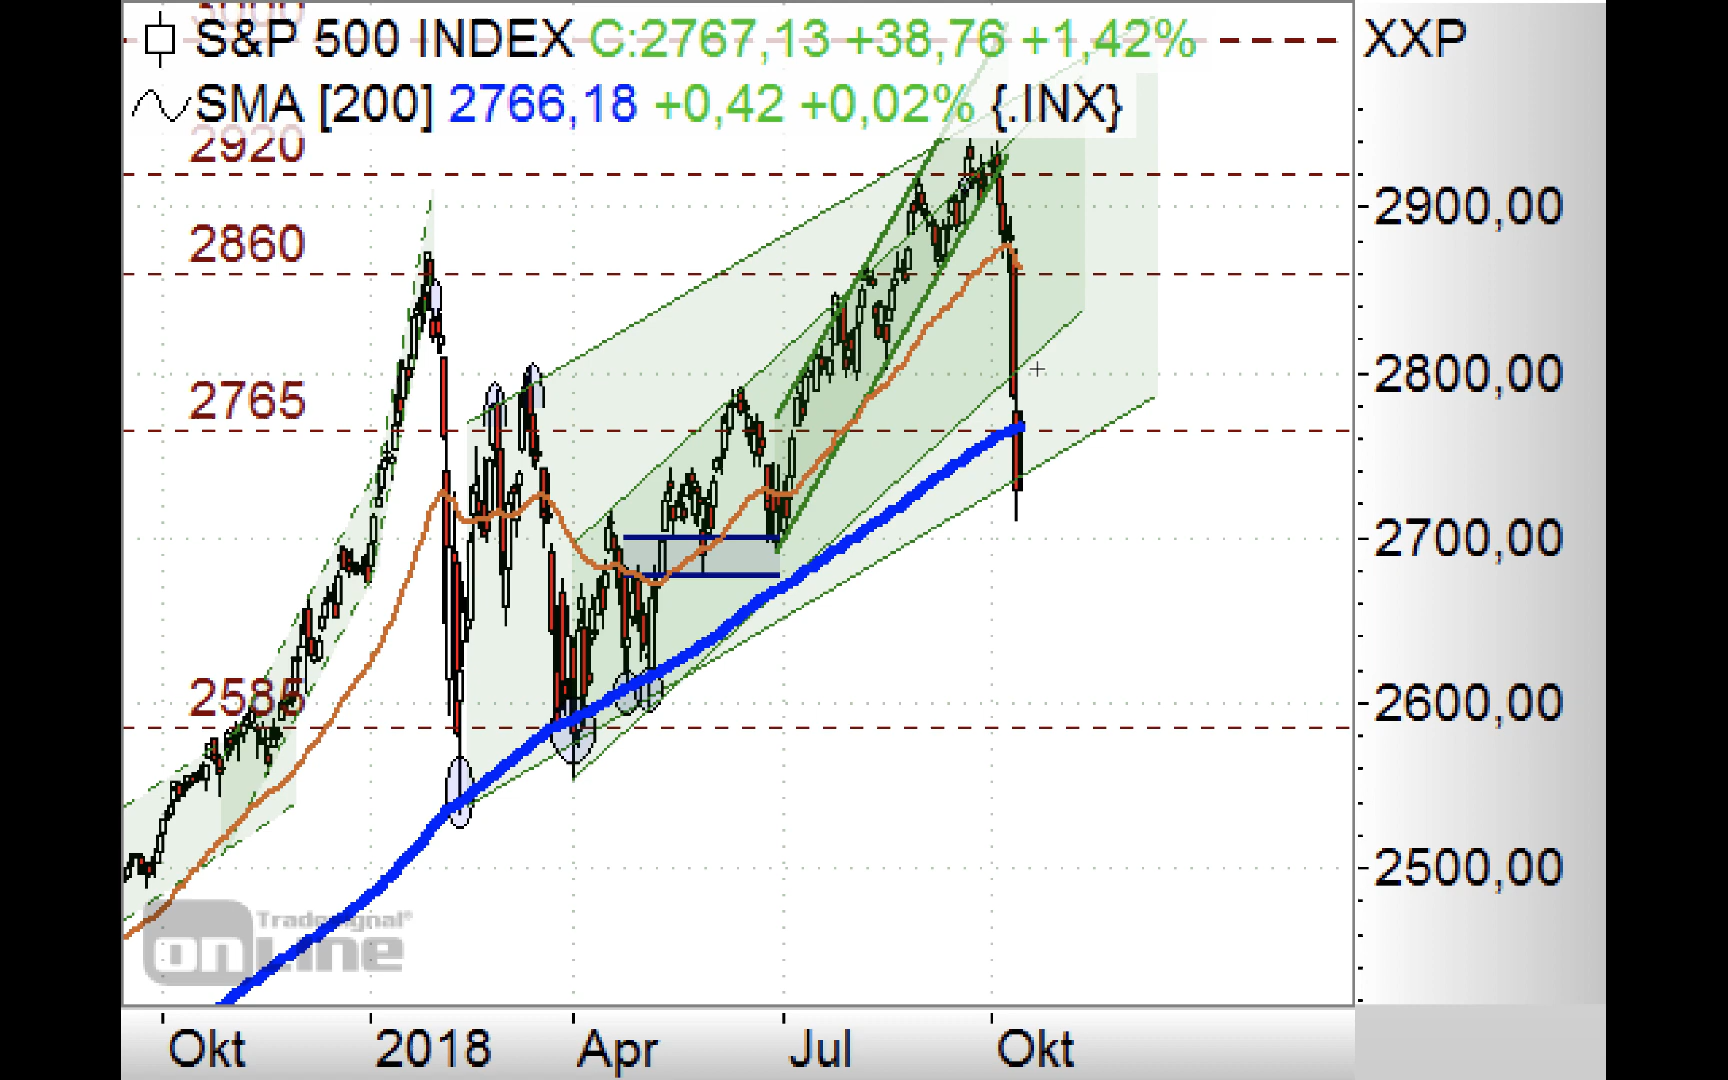 3000
S&P 500 INDEX C:2767,13 +38,76 +1,42%
XXP
SMA [200] 2766,18 +0,42 +0,02% {.INX}
2920
2900,00
2860
2800,00
2765
2700,00
2585
2600,00
2500,00
Tradesignal®
online
Okt 2018 Apr Jul Okt